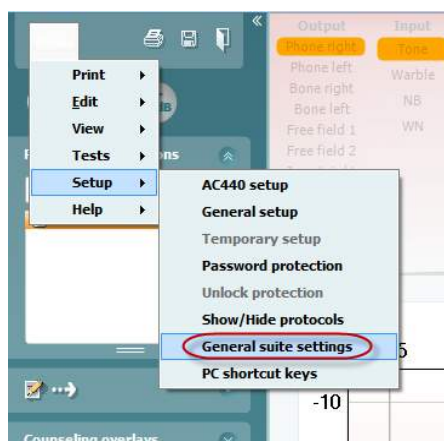 Output Input
Phone right Tone
Phone left Warble
Bone right NB
Bone left WN
Free field 1
Free field 2
Print
Edit
View
Tests
Setup
Help
AC440 setup
General setup
Temporary setup
Password protection
Unlock protection
Show/Hide protocols
General suite settings
PC shortcut keys
5
-10
Counseling overlays